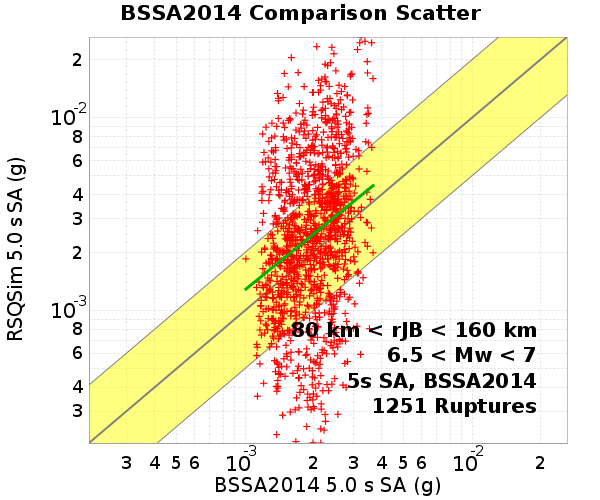 BSSA2014 Comparison Scatter
RSQSim 5.0 s SA (g)
2
10-2
8
6
4
3
2
10-3
8
6
4
3
80 km < rJB < 160 km
6.5 < Mw < 7
5s SA, BSSA2014
1251 Ruptures
3 4 5 6 8 10-3 2 3 4 5 6 8 10-2 2
BSSA2014 5.0 s SA (g)